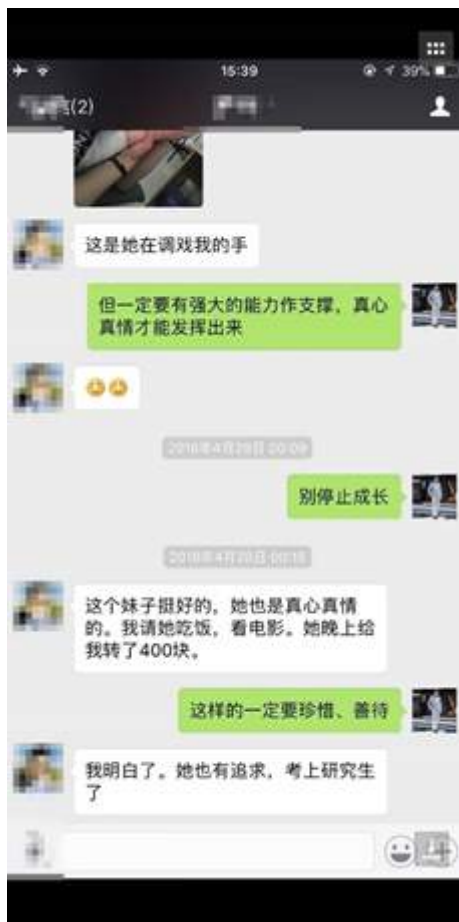 15:39
39%
(2)
这是她在调戏我的手
但一定要有强大的能力作支撑，真心
真情才能发挥出来
别停止成长
这个妹子挺好的，她也是真心真情
的。我请她吃饭，看电影。她晚上给
我转了400块。
这样的一定要珍惜、善待
我明白了。她也有追求，考上研究生
了